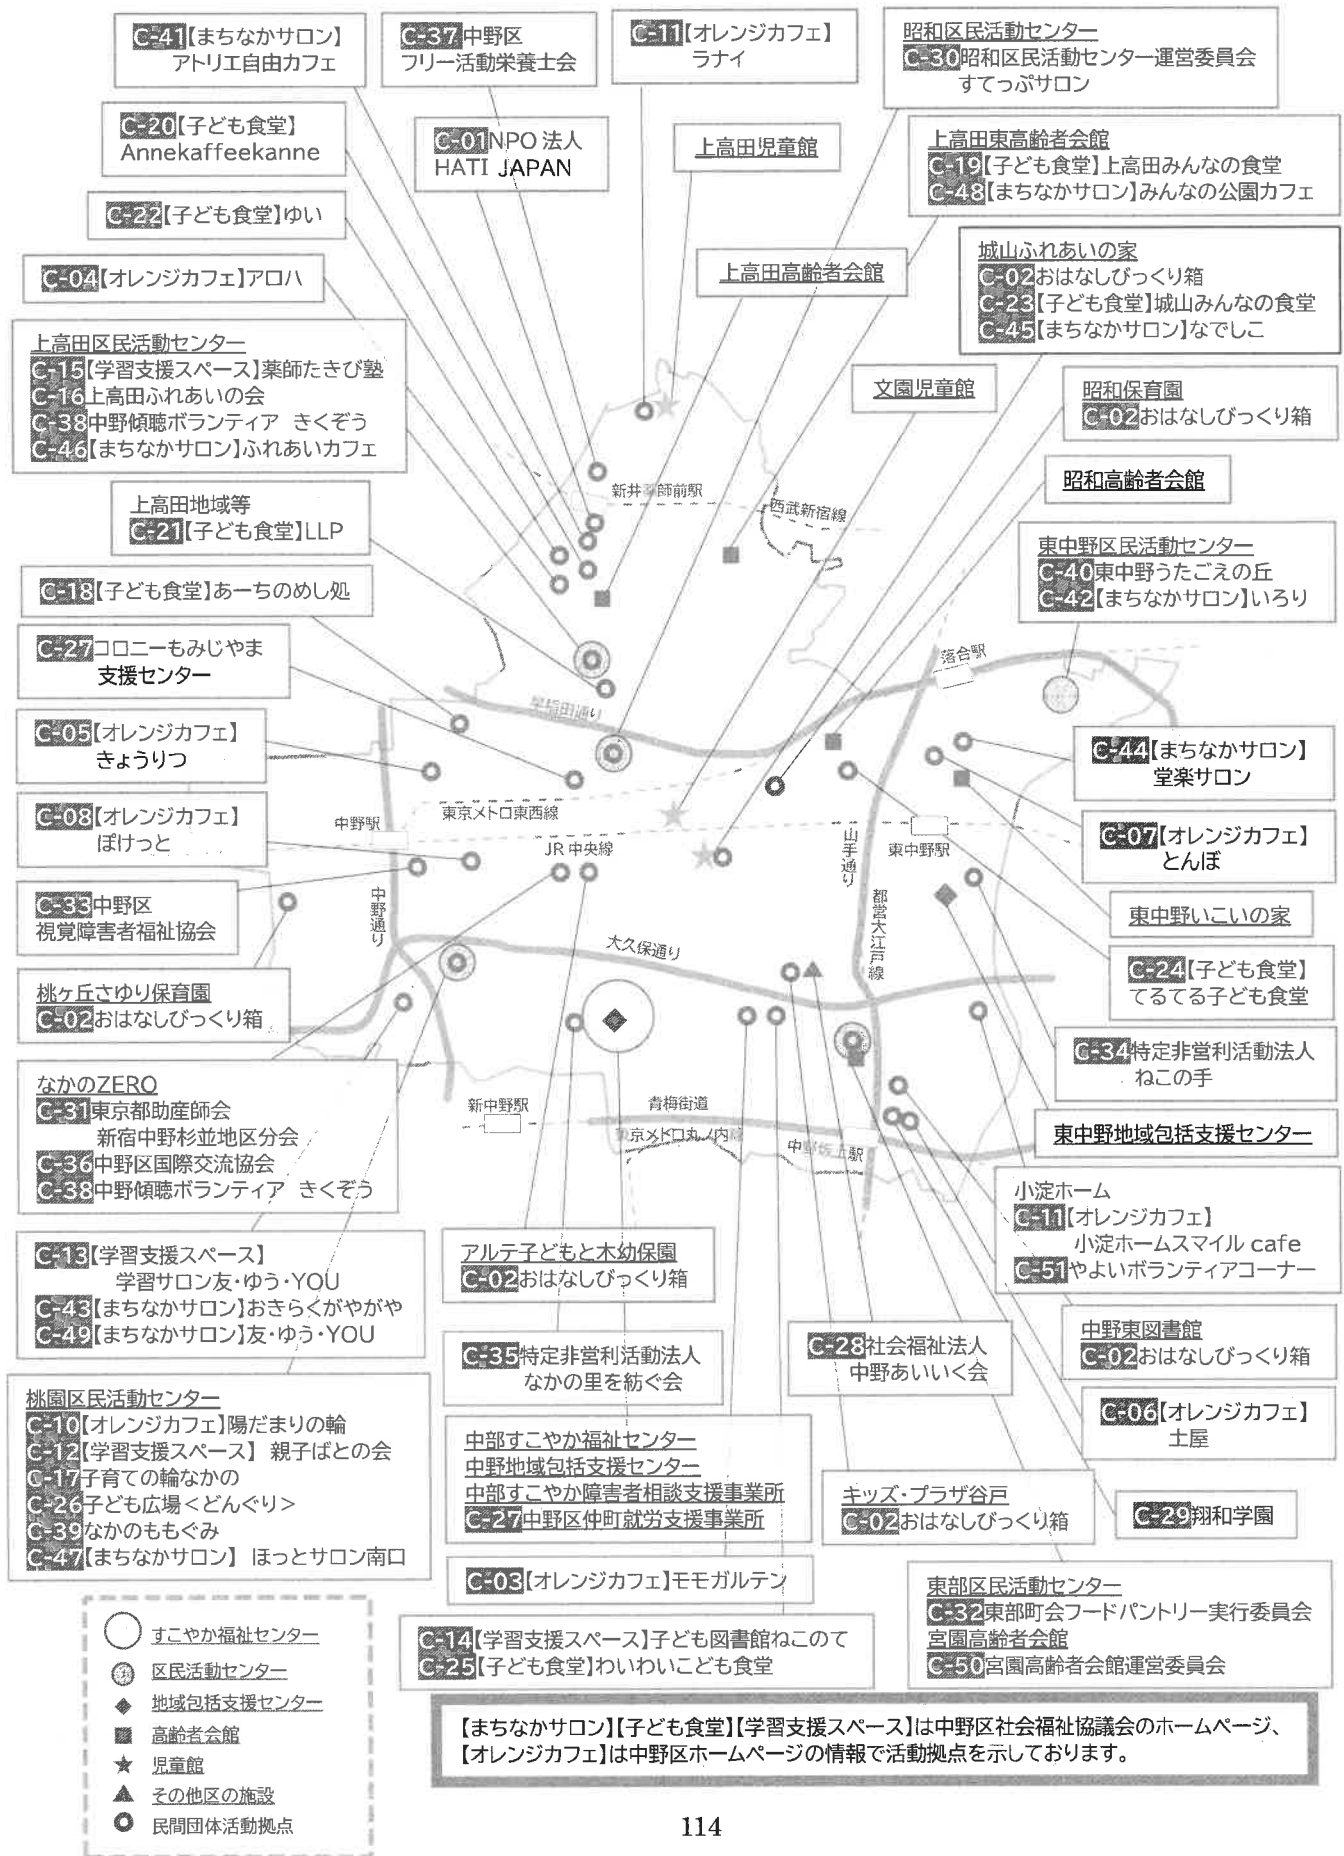 C-41【まちなかサロン】
アトリエ自由カフェ
C-37中野区
フリー活動栄養士会
C-11【オレンジカフェ】
ラナイ
昭和区民活動センター
C-30昭和区民活動センター運営委員会
すてっぷサロン
C-20【子ども食堂】
Annekaffeekanne
C-01NPO法人
HATI JAPAN
上高田児童館
上高田東高齢者会館
C-19【子ども食堂】上高田みんなの食堂
C-48【まちなかサロン】みんなの公園カフェ
C-22【子ども食堂】ゆい
C-04【オレンジカフェ】アロハ
上高田高齢者会館
城山ふれあいの家
C-02おはなしびっくり箱
C-23【子ども食堂】城山みんなの食堂
C-45【まちなかサロン】なでしこ
上高田区民活動センター
C-15【学習支援スペース】薬師たきび塾
C-16上高田ふれあいの会
C-38中野傾聴ボランティア きくぞう
C-46【まちなかサロン】ふれあいカフェ
文園児童館
昭和保育園
C-02おはなしびっくり箱
昭和高齢者会館
上高田地域等
C-21【子ども食堂】LLP
新井薬師前駅
西武新宿線
東中野区民活動センター
C-40東中野うたごえの丘
C-42【まちなかサロン】いろり
C-18【子ども食堂】あーちのめし処
C-27コロニーもみじやま
支援センター
落合駅
早稲田通り
C-05【オレンジカフェ】
きょうりつ
C-44【まちなかサロン】
堂楽サロン
C-08【オレンジカフェ】
ぽけっと
中野駅
東京メトロ東西線
JR中央線
山手通り
東中野駅
C-07【オレンジカフェ】
とんぼ
C-33中野区
視覚障害者福祉協会
中野通り
大久保通り
都営大江戸線
東中野いこいの家
C-24【子ども食堂】
てるてる子ども食堂
桃ヶ丘さゆり保育園
C-02おはなしびっくり箱
C-34特定非営利活動法人
ねこの手
なかのZERO
C-31東京都助産師会
新宿中野杉並地区分会
C-36中野区国際交流協会
C-38中野傾聴ボランティア きくぞう
新中野駅
青梅街道
東京メトロ丸ノ内線
中野坂上駅
東中野地域包括支援センター
小淀ホーム
C-11【オレンジカフェ】
小淀ホームスマイル cafe
C-51やよいボランティアコーナー
C-13【学習支援スペース】
学習サロン友・ゆう・YOU
C-43【まちなかサロン】おきらくがやがや
C-49【まちなかサロン】友・ゆう・YOU
アルテ子どもと木幼保園
C-02おはなしびっくり箱
中野東図書館
C-02おはなしびっくり箱
C-35特定非営利活動法人
なかの里を紡ぐ会
C-28社会福祉法人
中野あいいく会
桃園区民活動センター
C-10【オレンジカフェ】陽だまりの輪
C-12【学習支援スペース】 親子ばとの会
C-17子育ての輪なかの
C-26子ども広場＜どんぐり＞
C-39なかのももぐみ
C-47【まちなかサロン】 ほっとサロン南口
C-06【オレンジカフェ】
土屋
中部すこやか福祉センター
中野地域包括支援センター
中部すこやか障害者相談支援事業所
C-27中野区仲町就労支援事業所
キッズ・プラザ谷戸
C-02おはなしびっくり箱
C-29翔和学園
C-03【オレンジカフェ】モモガルテン
東部区民活動センター
C-32東部町会フードパントリー実行委員会
宮園高齢者会館
C-50宮園高齢者会館運営委員会
C-14【学習支援スペース】子ども図書館ねこのて
C-25【子ども食堂】わいわいこども食堂
すこやか福祉センター
区民活動センター
地域包括支援センター
高齢者会館
児童館
その他区の施設
民間団体活動拠点
【まちなかサロン】【子ども食堂】【学習支援スペース】は中野区社会福祉協議会のホームページ、
【オレンジカフェ】は中野区ホームページの情報で活動拠点を示しております。
114